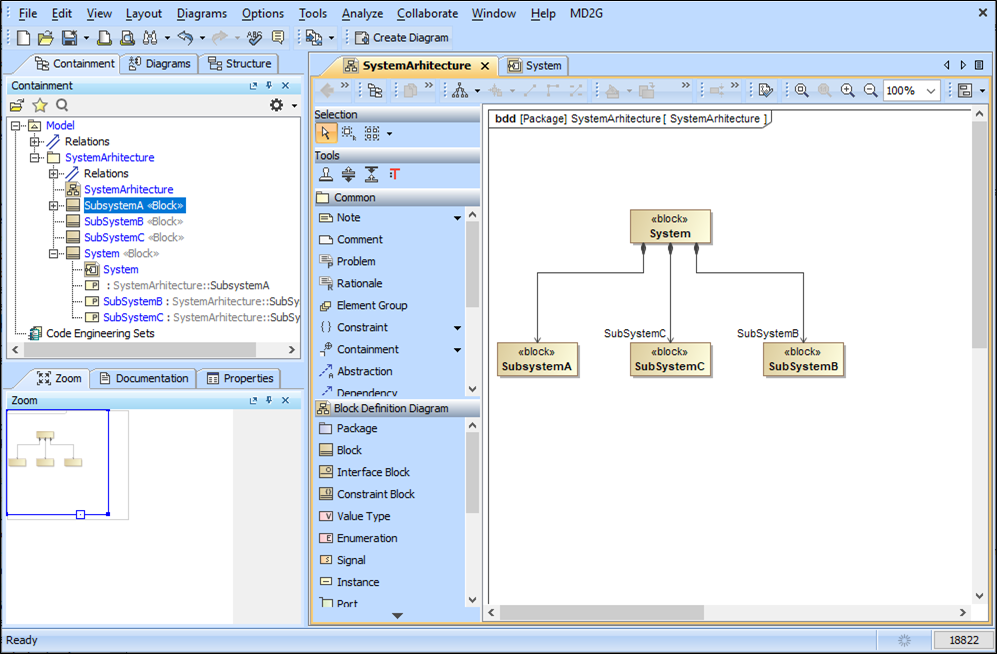 File Edit View Layout Diagrams Options Tools Analyze Collaborate Window Help MD2G
Create Diagram
Containment Diagrams Structure
Containment
Model
Relations
SystemArhitecture
Relations
SystemArhitecture
SubsystemA «Block»
SubSystemB «Block»
SubSystemC «Block»
System «Block»
System
: SystemArhitecture::SubsystemA
SubSystemB : SystemArhitecture::SubSy
SubSystemC : SystemArhitecture::SubSy
Code Engineering Sets
Zoom Documentation Properties
Zoom
SystemArhitecture System
100%
Selection
Tools
Common
Note
Comment
Problem
Rationale
Element Group
Constraint
Containment
Abstraction
Dependency
Block Definition Diagram
Package
Block
Interface Block
Constraint Block
Value Type
Enumeration
Signal
Instance
Port
bdd [Package] SystemArhitecture [ SystemArhitecture ]
«block»
System
SubSystemC SubSystemB
«block» «block» «block»
SubsystemA SubSystemC SubSystemB
Ready 18822